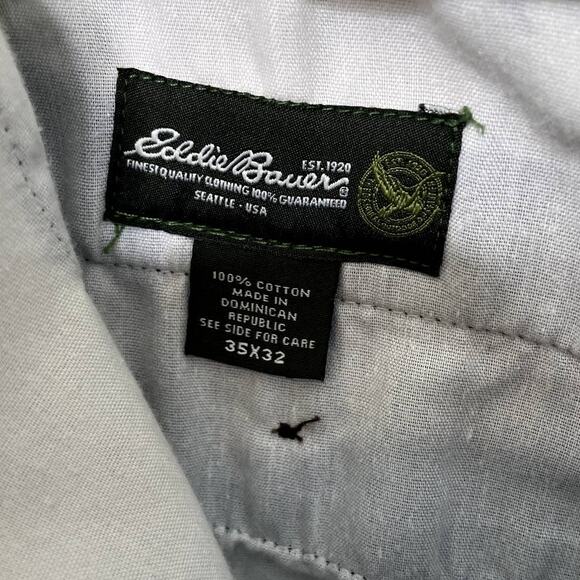 Eddie Bauer
EST. 1920
FINEST QUALITY CLOTHING 100% GUARANTEED
SEATTLE · USA
100% COTTON
MADE IN
DOMINICAN
REPUBLIC
SEE SIDE FOR CARE
35X32